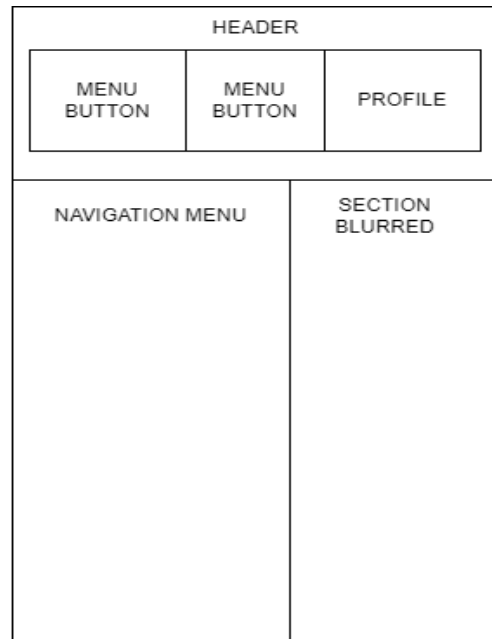 HEADER
MENU
BUTTON
MENU
BUTTON
PROFILE
NAVIGATION MENU
SECTION
BLURRED